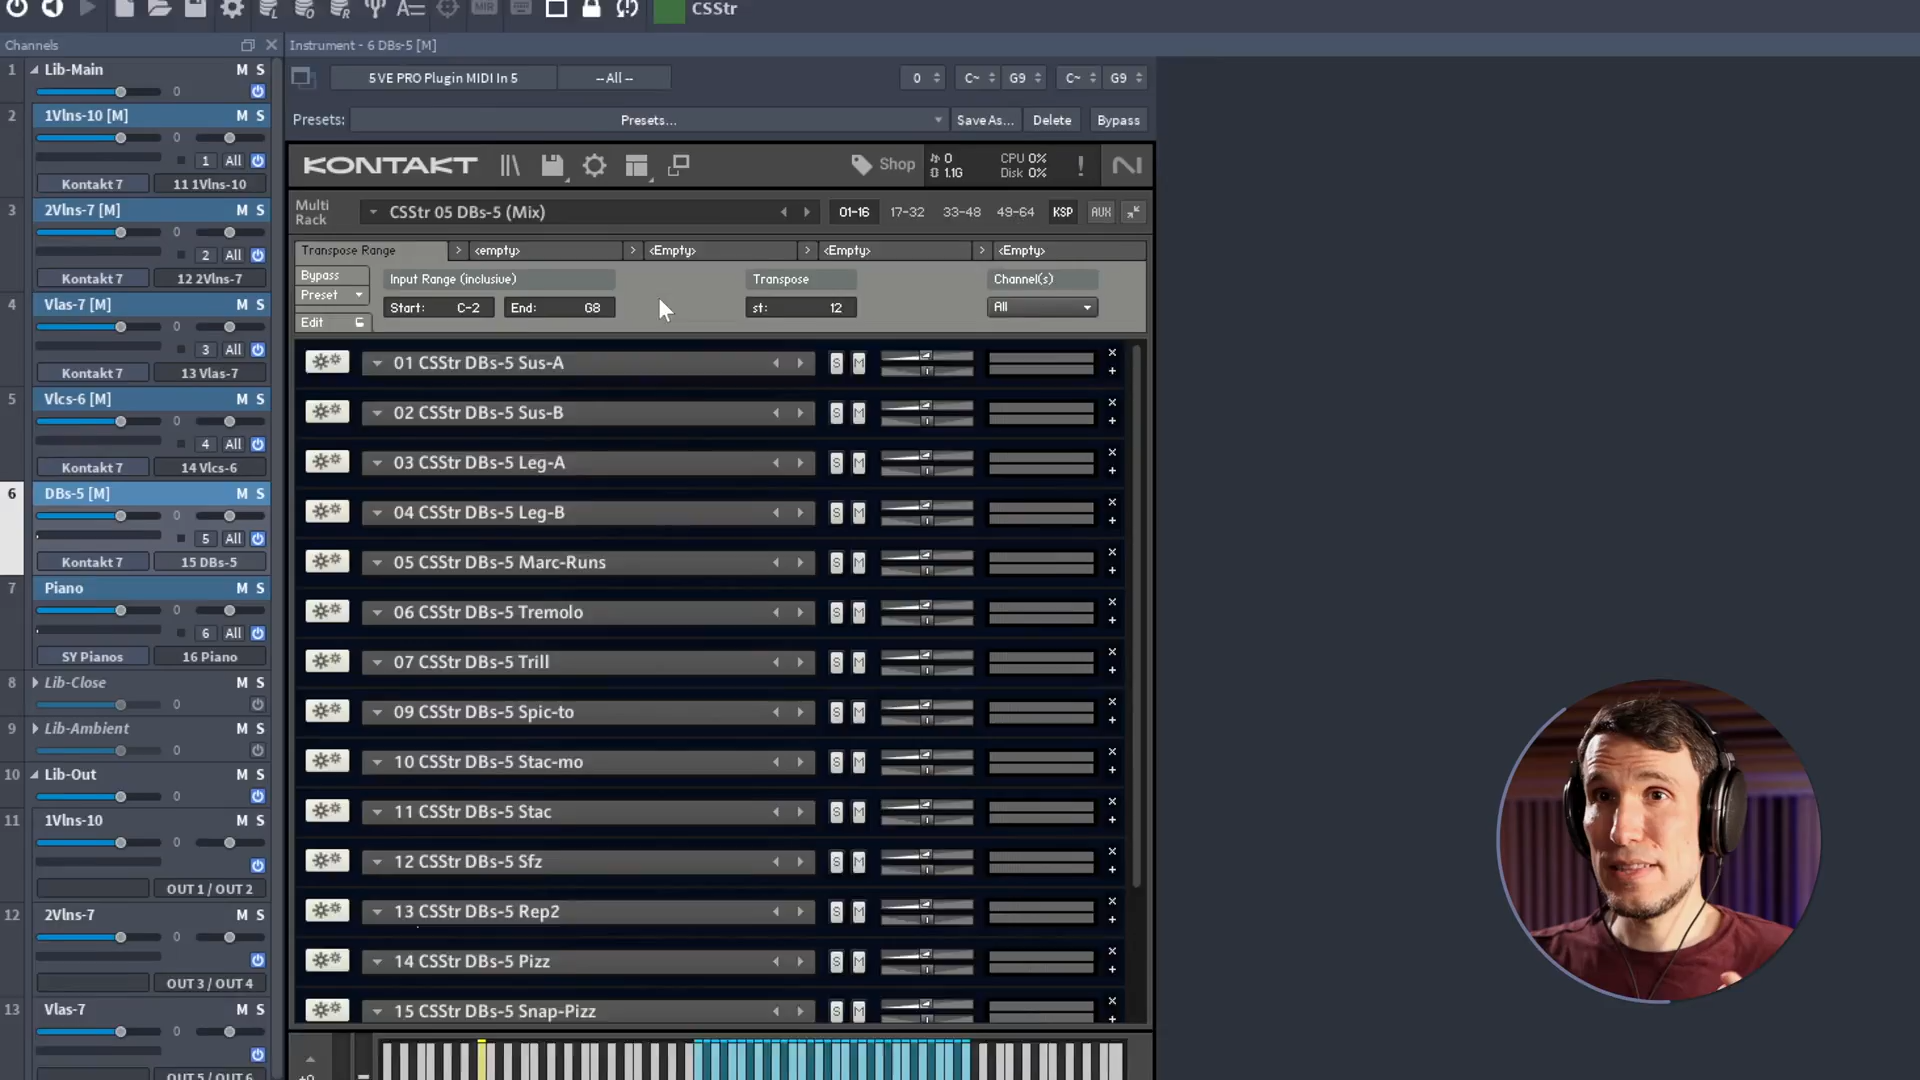 CSStr
Channels
Instrument - 6 DBs-5 [M]
1 Lib-Main M S
0
5 VE PRO Plugin MIDI In 5 -- All -- 0 C~ G9 C~ G9
2 1Vlns-10 [M] M S
0
Presets: Presets... Save As... Delete Bypass
1 All
Kontakt 7 11 1Vlns-10
KONTAKT Shop 0 CPU 0% !
1.1G Disk 0%
3 2Vlns-7 [M] M S
0
2 All
Kontakt 7 12 2Vlns-7
Multi
Rack
CSStr 05 DBs-5 (Mix) 01-16 17-32 33-48 49-64 KSP AUX
Transpose Range > <empty> > <Empty> > <Empty> > <Empty>
Bypass
Preset
Edit
Input Range (inclusive) Transpose Channel(s)
Start: C-2 End: G8 st: 12 All
4 Vlas-7 [M] M S
0
3 All
Kontakt 7 13 Vlas-7
5 Vlcs-6 [M] M S
0
4 All
Kontakt 7 14 Vlcs-6
6 DBs-5 [M] M S
0
5 All
Kontakt 7 15 DBs-5
7 Piano M S
0
6 All
SY Pianos 16 Piano
8 Lib-Close M S
0
9 Lib-Ambient M S
0
10 Lib-Out M S
0
11 1Vlns-10 M S
0
OUT 1 / OUT 2
12 2Vlns-7 M S
0
OUT 3 / OUT 4
13 Vlas-7 M S
0
OUT 5 / OUT 6
01 CSStr DBs-5 Sus-A S M
02 CSStr DBs-5 Sus-B S M
03 CSStr DBs-5 Leg-A S M
04 CSStr DBs-5 Leg-B S M
05 CSStr DBs-5 Marc-Runs S M
06 CSStr DBs-5 Tremolo S M
07 CSStr DBs-5 Trill S M
09 CSStr DBs-5 Spic-to S M
10 CSStr DBs-5 Stac-mo S M
11 CSStr DBs-5 Stac S M
12 CSStr DBs-5 Sfz S M
13 CSStr DBs-5 Rep2 S M
14 CSStr DBs-5 Pizz S M
15 CSStr DBs-5 Snap-Pizz S M